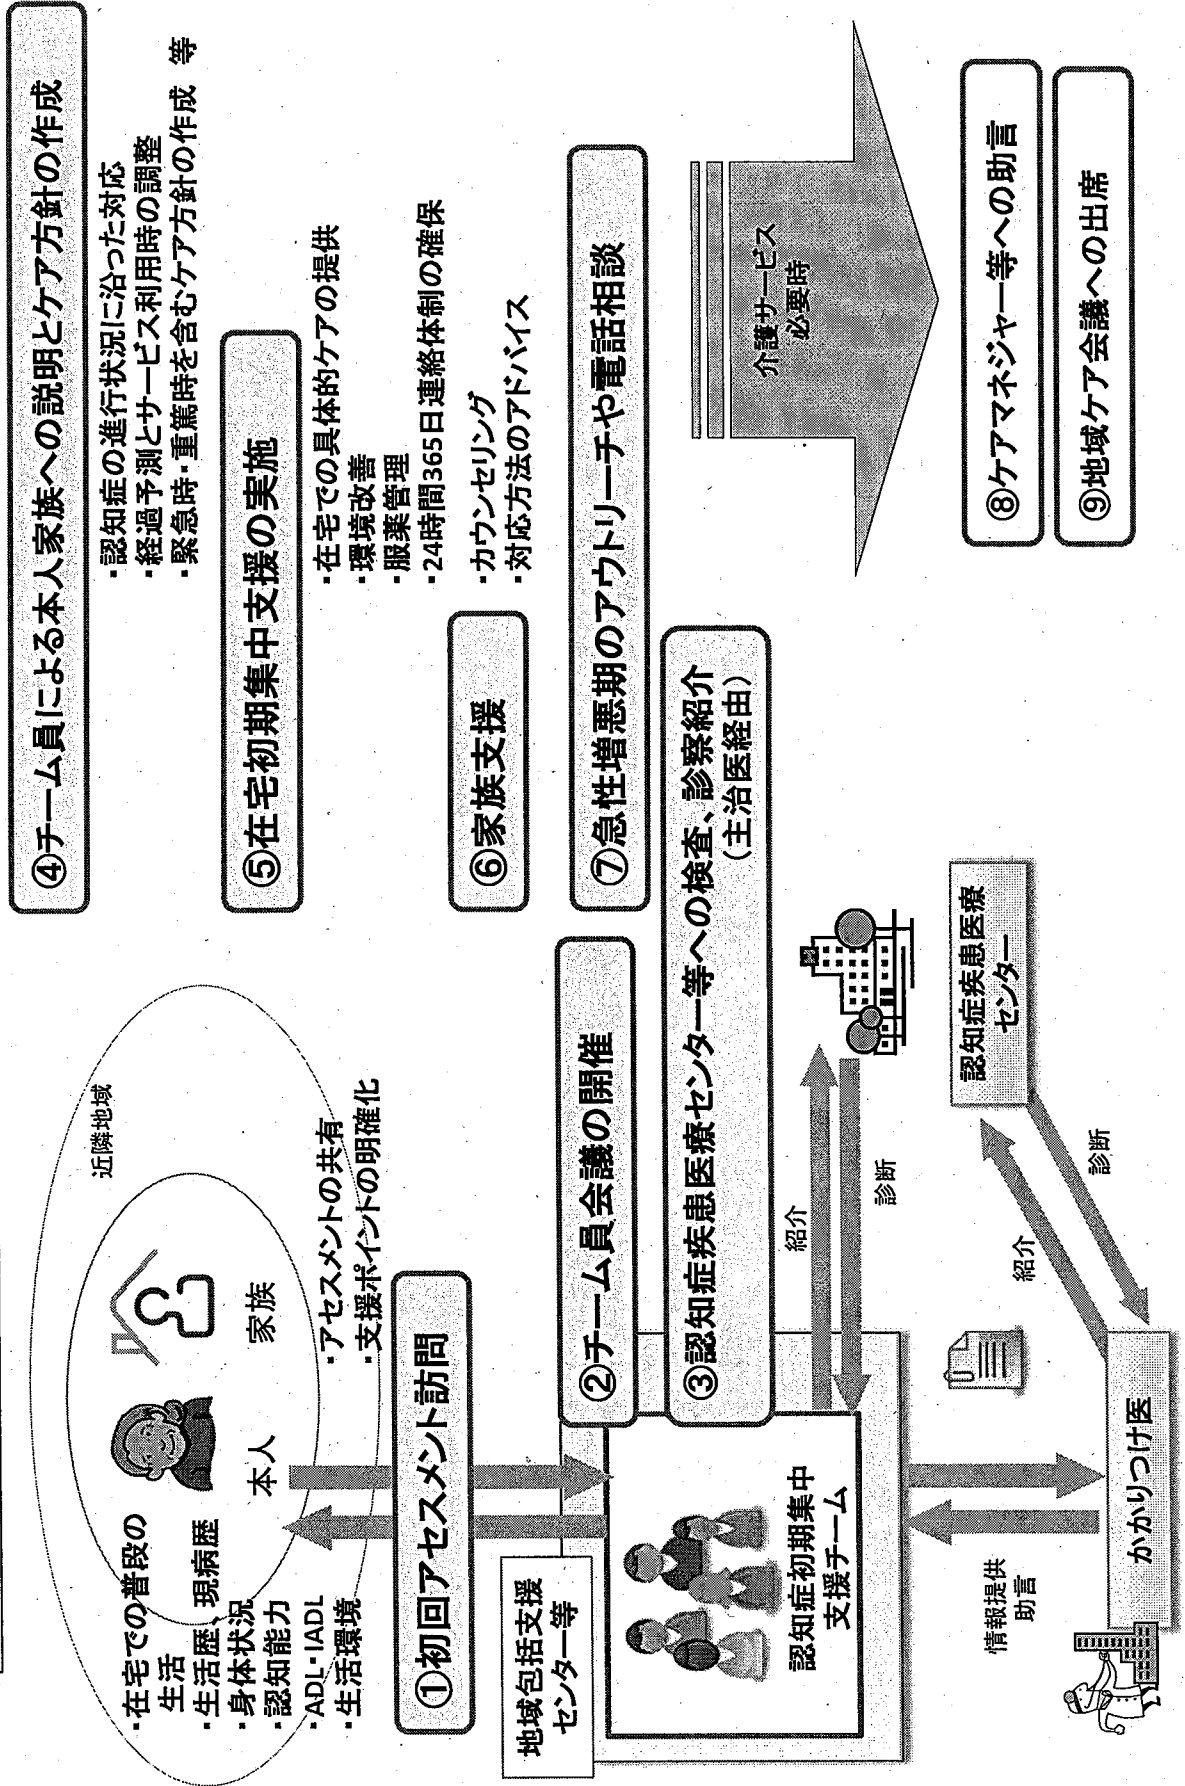 近隣地域
・在宅での普段の
生活
・生活歴、現病歴
・身体状況
・認知能力
・ADL・IADL
・生活環境
本人
家族
・アセスメントの共有
・支援ポイントの明確化
①初回アセスメント訪問
地域包括支援
センター等
認知症初期集中
支援チーム
②チーム員会議の開催
③認知症疾患医療センター等への検査、診察紹介
（主治医経由）
紹介
診断
情報提供
助言
かかりつけ医
紹介
診断
認知症疾患医療
センター
④チーム員による本人家族への説明とケア方針の作成
・認知症の進行状況に沿った対応
・経過予測とサービス利用時の調整
・緊急時・重篤時を含むケア方針の作成 等
⑤在宅初期集中支援の実施
・在宅での具体的ケアの提供
・環境改善
・服薬管理
・24時間365日連絡体制の確保
⑥家族支援
・カウンセリング
・対応方法のアドバイス
⑦急性増悪期のアウトリーチや電話相談
介護サービス
必要時
⑧ケアマネジャー等への助言
⑨地域ケア会議への出席